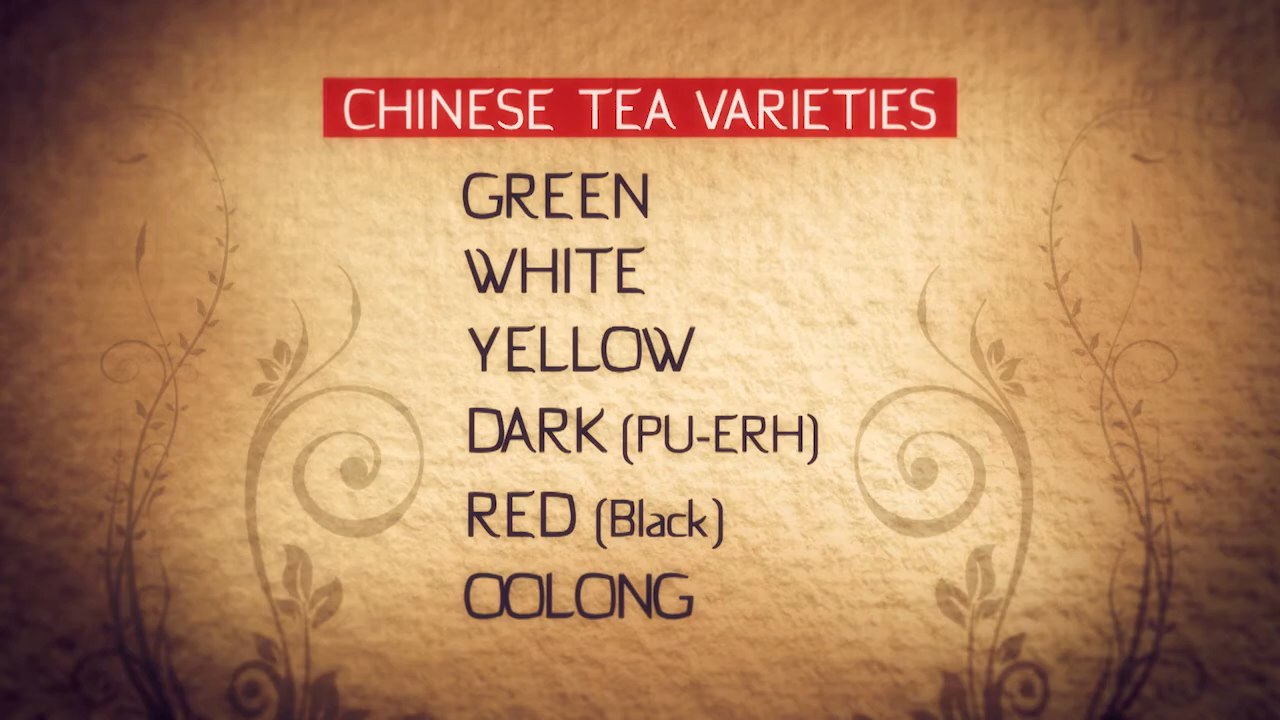 CHINESE TEA VARIETIES
GREEN
WHITE
YELLOW
DARK (PU-ERH)
RED (Black)
OOLONG